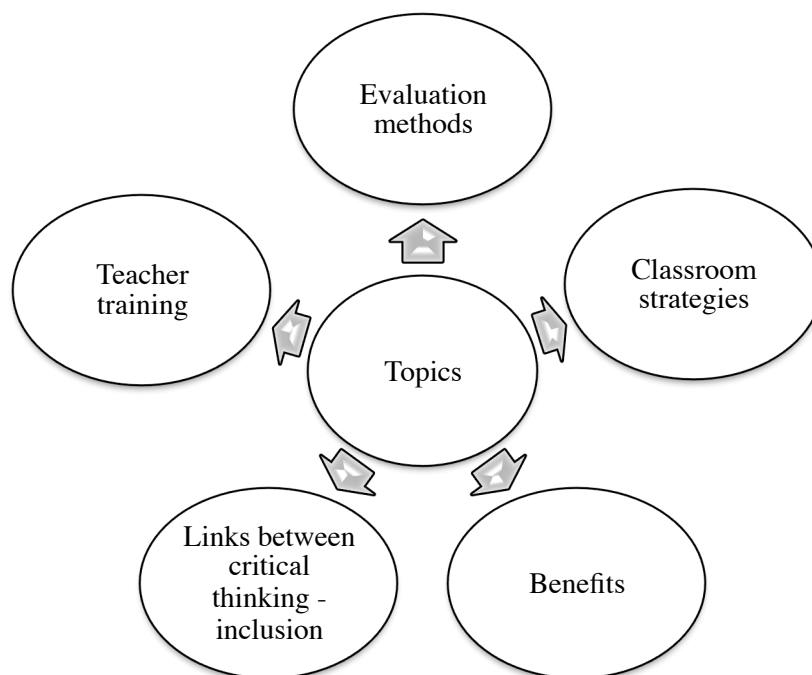 Evaluation
methods
Teacher
training
Classroom
strategies
Topics
Links between
critical
thinking -
inclusion
Benefits